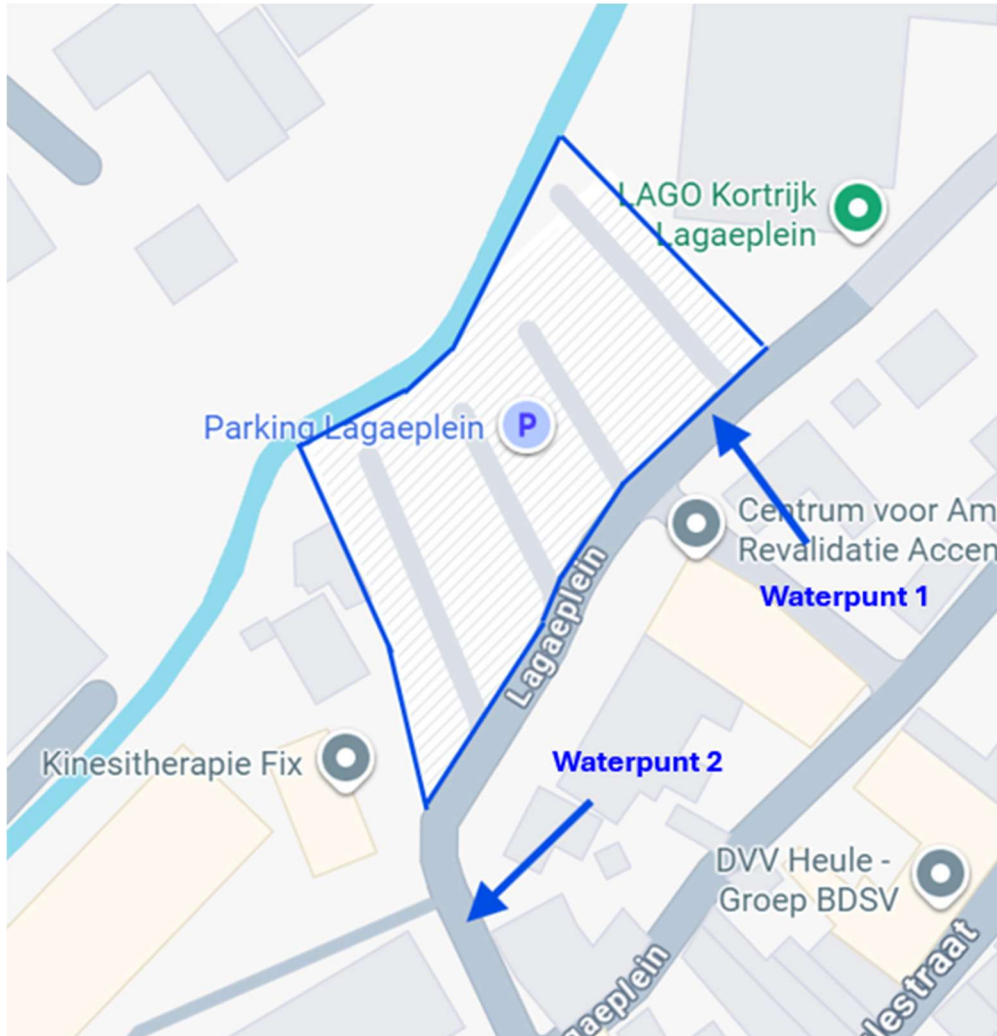 LAGO Kortrijk
Lagaeplein
Parking Lagaeplein
P
Centrum voor Am
Revalidatie Accen
Waterpunt 1
Lagaeplein
Waterpunt 2
Kinesitherapie Fix
DVV Heule -
Groep BDSV
gaeplein
lestraat